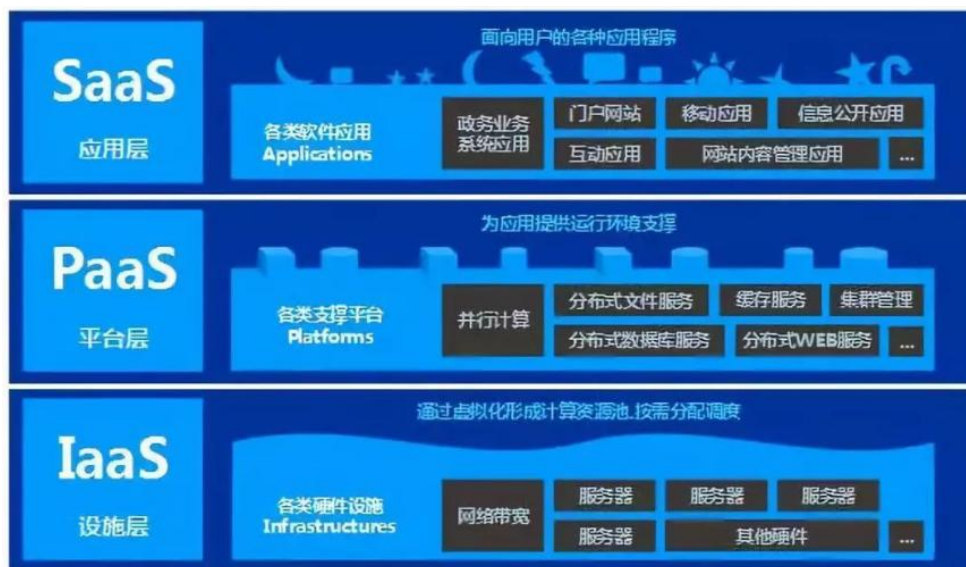 SaaS
应用层
面向用户的各种应用程序
各类软件应用
Applications
政务业务
系统应用
门户网站
移动应用
信息公开应用
互动应用
网站内容管理应用
...
PaaS
平台层
为应用提供运行环境支撑
各类支撑平台
Platforms
并行计算
分布式文件服务
缓存服务
集群管理
分布式数据库服务
分布式WEB服务
...
IaaS
设施层
通过虚拟化形成计算资源池,按需分配调度
各类硬件设施
Infrastructures
网络带宽
服务器
服务器
服务器
服务器
其他硬件
...